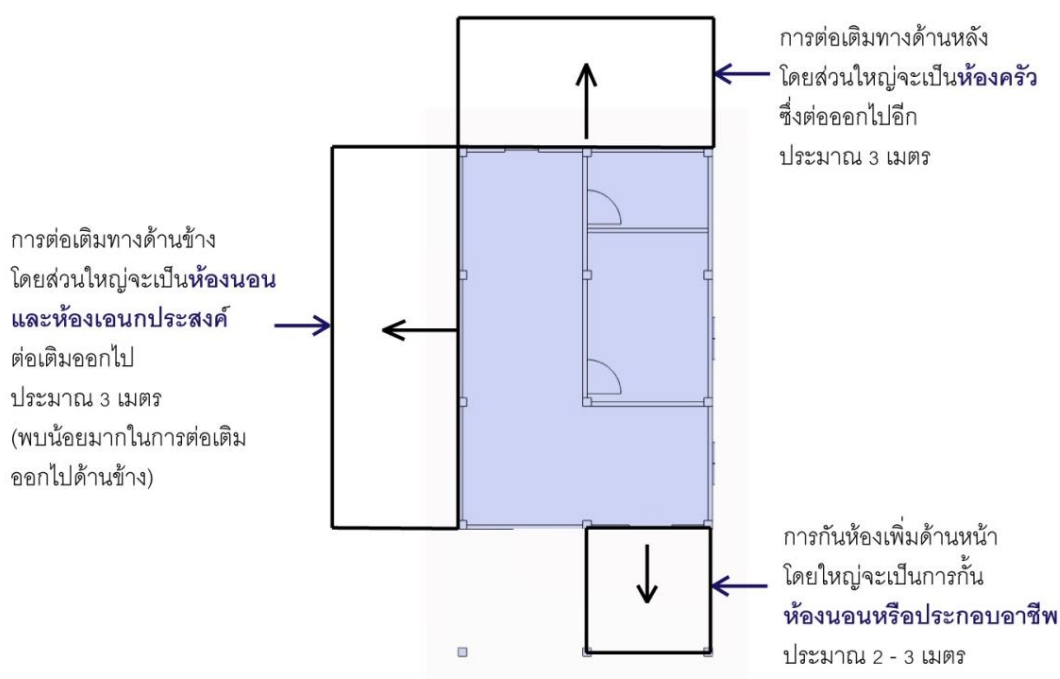 การต่อเติมทางด้านหลัง
โดยส่วนใหญ่จะเป็นห้องครัว
ซึ่งต่อออกไปอีก
ประมาณ 3 เมตร
การต่อเติมทางด้านข้าง
โดยส่วนใหญ่จะเป็นห้องนอน
และห้องเอนกประสงค์
ต่อเติมออกไป
ประมาณ 3 เมตร
(พบน้อยมากในการต่อเติม
ออกไปด้านข้าง)
การกันห้องเพิ่มด้านหน้า
โดยใหญ่จะเป็นการกั้น
ห้องนอนหรือประกอบอาชีพ
ประมาณ 2 - 3 เมตร